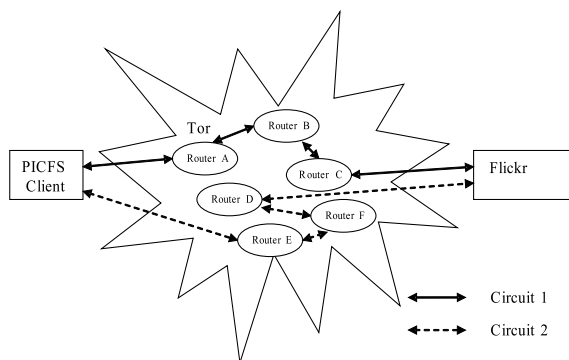 Tor
Router B
Router A
PICFS
Client
Router C
Flickr
Router D
Router F
Router E
Circuit 1
Circuit 2